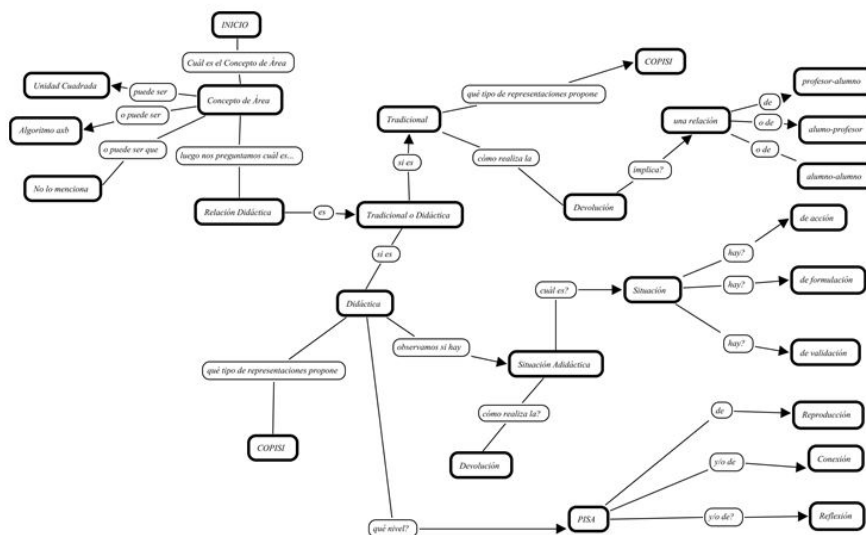 INICIO
Cuál es el Concepto de Área
Concepto de Área
puede ser
Unidad Cuadrada
o puede ser
Algoritmo axb
o puede ser que
No lo menciona
luego nos preguntamos cuál es...
Relación Didáctica
es
Tradicional o Didáctica
si es
Tradicional
qué tipo de representaciones propone
COPISI
cómo realiza la
Devolución
implica?
una relación
de
profesor-alumno
o de
alumo-profesor
o de
alumno-alumno
si es
Didáctica
qué tipo de representaciones propone
COPISI
observamos si hay
Situación Adidáctica
cuál es?
Situación
hay?
de acción
hay?
de formulación
hay?
de validación
cómo realiza la?
Devolución
qué nivel?
PISA
de
Reproducción
y/o de
Conexión
y/o de?
Reflexión